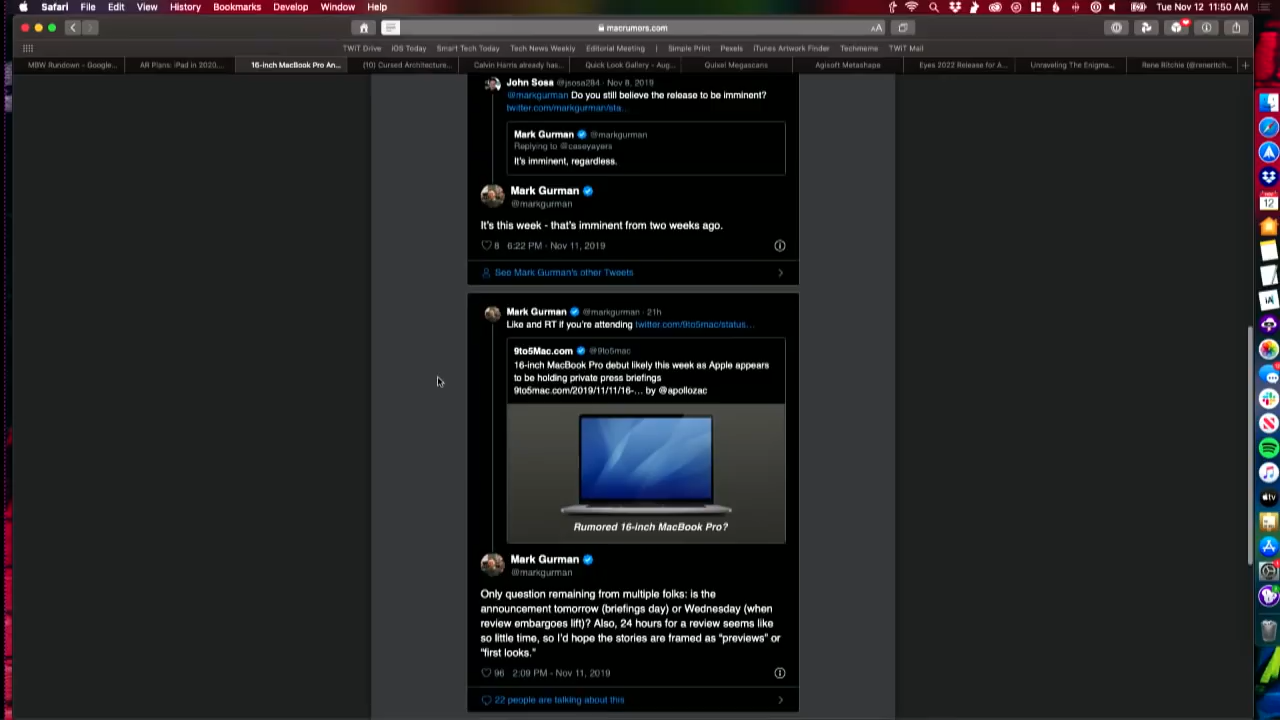 Safari File Edit View History Bookmarks Develop Window Help
Tue Nov 12 11:50 AM
macrumors.com
TWiT Drive iOS Today Smart Tech Today Tech News Weekly Editorial Meeting | Simple Print Pexels iTunes Artwork Finder Techmeme TWiT Mail
MBW Rundown - Google... AR Plans: iPad in 2020,... 16-inch MacBook Pro An... (10) Cursed Architecture... Calvin Harris already has... Quick Look Gallery - Aug... Quixel Megascans Agisoft Metashape Eyes 2022 Release for A... Unraveling The Enigma... Rene Ritchie (@reneritch...
John Sosa @jsosa284 · Nov 8, 2019
@markgurman Do you still believe the release to be imminent?
twitter.com/markgurman/sta...
Mark Gurman @markgurman
Replying to @caseyayers
It's imminent, regardless.
Mark Gurman
@markgurman
It's this week - that's imminent from two weeks ago.
8 6:22 PM - Nov 11, 2019
See Mark Gurman's other Tweets
Mark Gurman @markgurman · 21h
Like and RT if you're attending twitter.com/9to5mac/status...
9to5Mac.com @9to5mac
16-inch MacBook Pro debut likely this week as Apple appears
to be holding private press briefings
9to5mac.com/2019/11/11/16-... by @apollozac
Rumored 16-inch MacBook Pro?
Mark Gurman
@markgurman
Only question remaining from multiple folks: is the
announcement tomorrow (briefings day) or Wednesday (when
review embargoes lift)? Also, 24 hours for a review seems like
so little time, so I'd hope the stories are framed as "previews" or
"first looks."
96 2:09 PM - Nov 11, 2019
22 people are talking about this
12